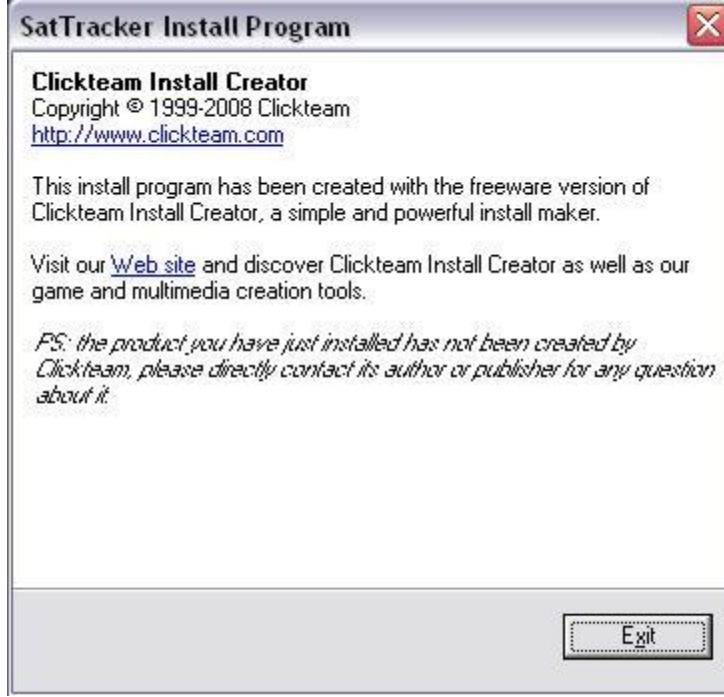 SatTracker Install Program
Clickteam Install Creator
Copyright © 1999-2008 Clickteam
http://www.clickteam.com
This install program has been created with the freeware version of
Clickteam Install Creator, a simple and powerful install maker.
Visit our Web site and discover Clickteam Install Creator as well as our
game and multimedia creation tools.
PS: the product you have just installed has not been created by
Clickteam, please directly contact its author or publisher for any question
about it.
Exit